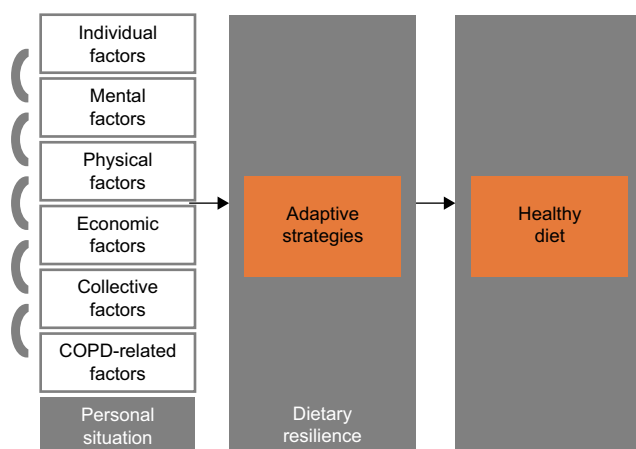 Individual
factors
Mental
factors
Physical
factors
Economic
factors
Collective
factors
COPD-related
factors
Personal
situation
Adaptive
strategies
Dietary
resilience
Healthy
diet